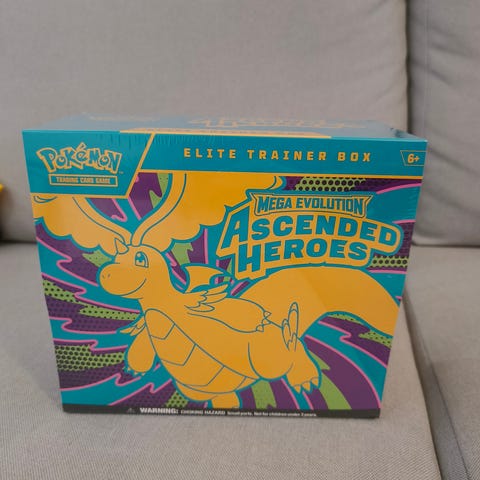 POKÉMON
TRADING CARD GAME
ELITE TRAINER BOX
6+
MEGA EVOLUTION
ASCENDED
HEROES
WARNING: CHOKING HAZARD Small parts. Not for children under 3 years.